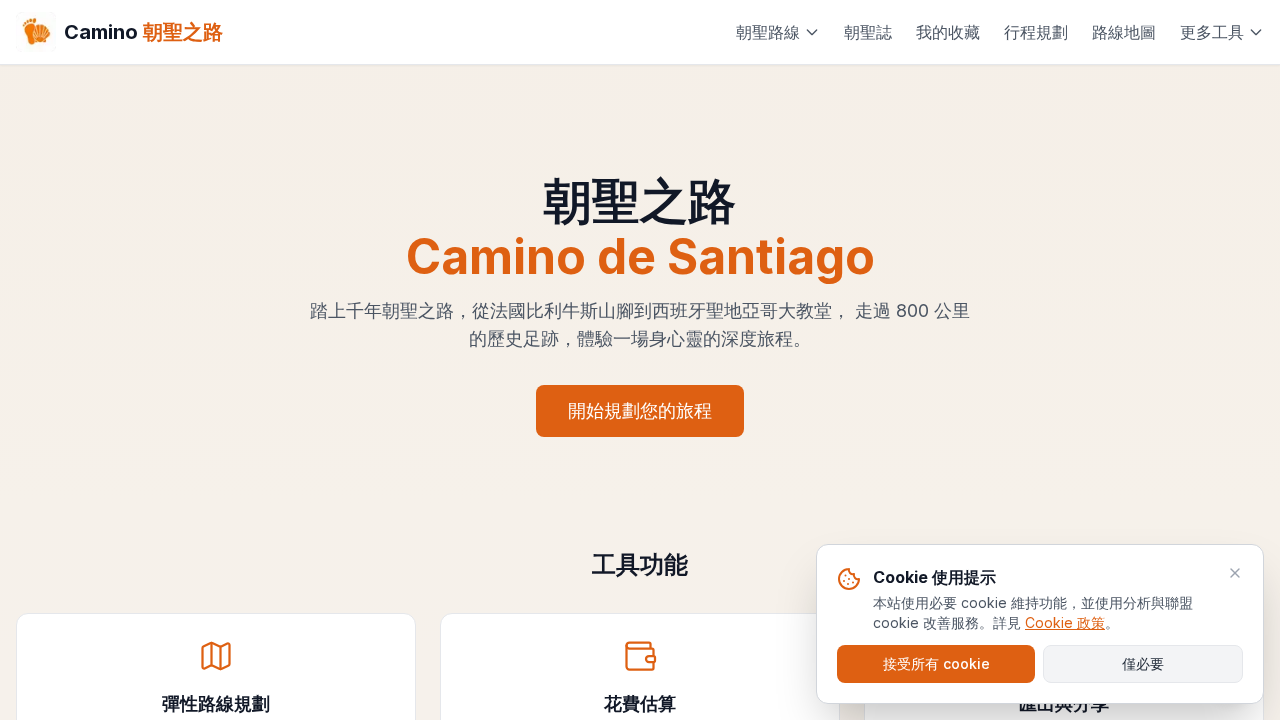 Camino 朝聖之路
朝聖路線
朝聖誌
我的收藏
行程規劃
路線地圖
更多工具
朝聖之路
Camino de Santiago
踏上千年朝聖之路，從法國比利牛斯山腳到西班牙聖地亞哥大教堂， 走過 800 公里
的歷史足跡，體驗一場身心靈的深度旅程。
開始規劃您的旅程
工具功能
彈性路線規劃
花費估算
匯出與分享
Cookie 使用提示
本站使用必要 cookie 維持功能，並使用分析與聯盟
cookie 改善服務。詳見 Cookie 政策。
接受所有 cookie
僅必要